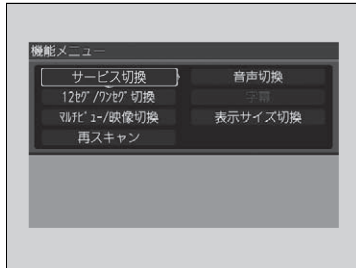 機能メニュー
サービス切換 音声切換
12ｾｸﾞ/ﾜﾝｾｸﾞ切換 字幕
ﾏﾙﾁﾋﾞｭｰ/映像切換 表示サイズ切換
再スキャン